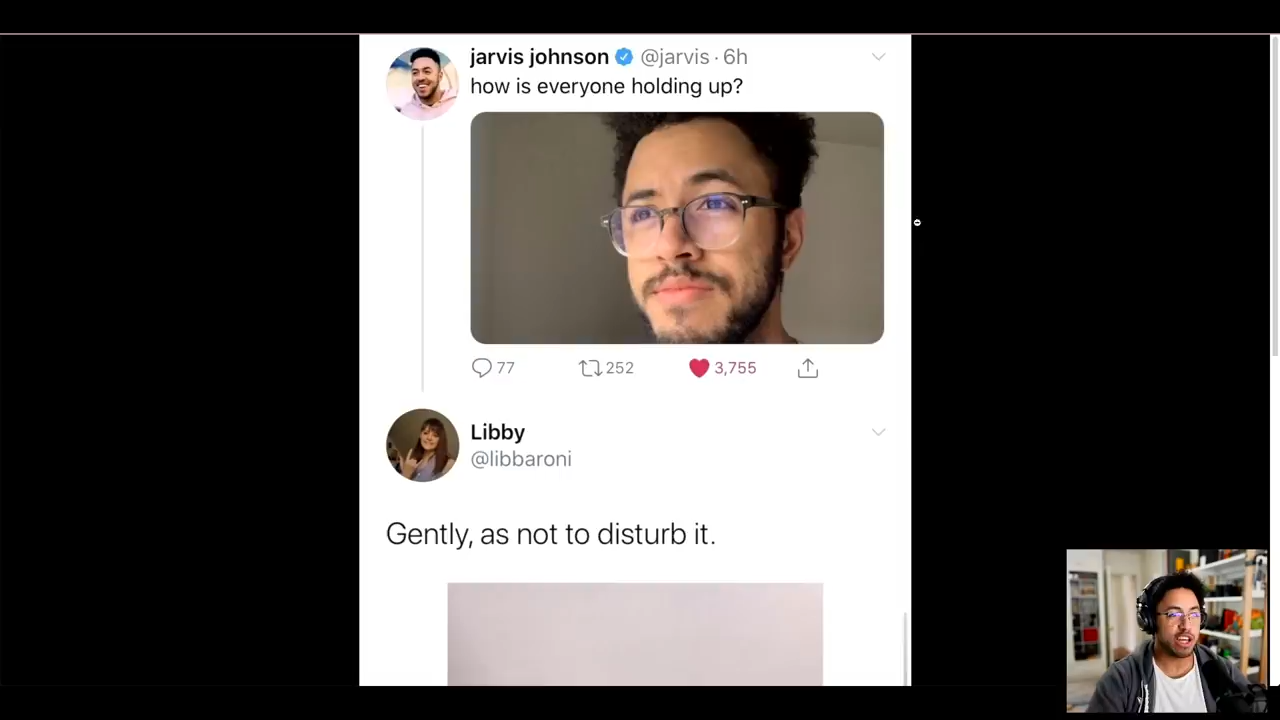 jarvis johnson @jarvis · 6h
how is everyone holding up?
77 252 3,755
Libby
@libbaroni
Gently, as not to disturb it.